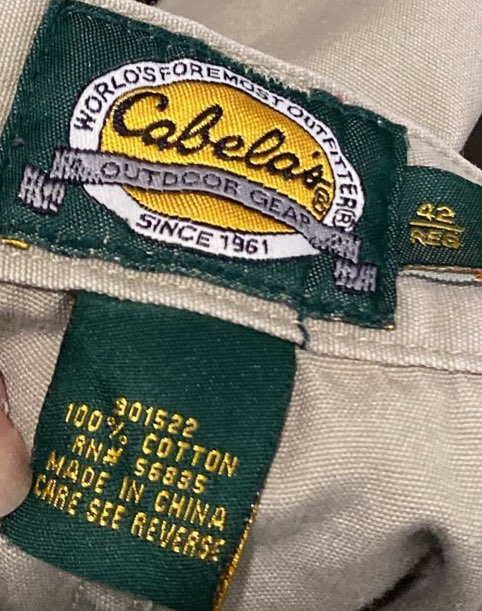 WORLD'S FOREMOST OUTFITTER®
Cabela's®
OUTDOOR GEAR
SINCE 1961
42
REG
901522
100% COTTON
RN# 56835
MADE IN CHINA
CARE SEE REVERSE